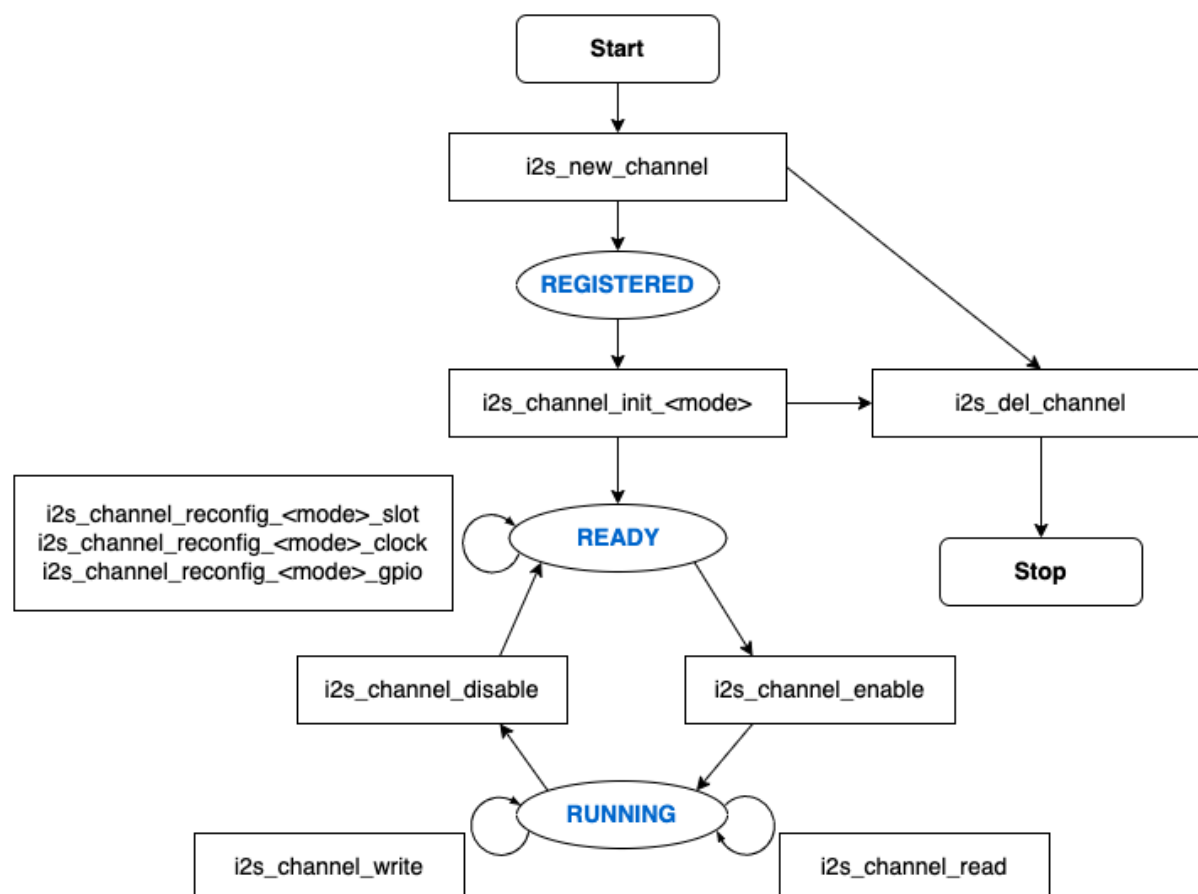 Start
i2s_new_channel
REGISTERED
i2s_channel_init_<mode>
i2s_del_channel
i2s_channel_reconfig_<mode>_slot
i2s_channel_reconfig_<mode>_clock
i2s_channel_reconfig_<mode>_gpio
READY
Stop
i2s_channel_disable
i2s_channel_enable
RUNNING
i2s_channel_write
i2s_channel_read